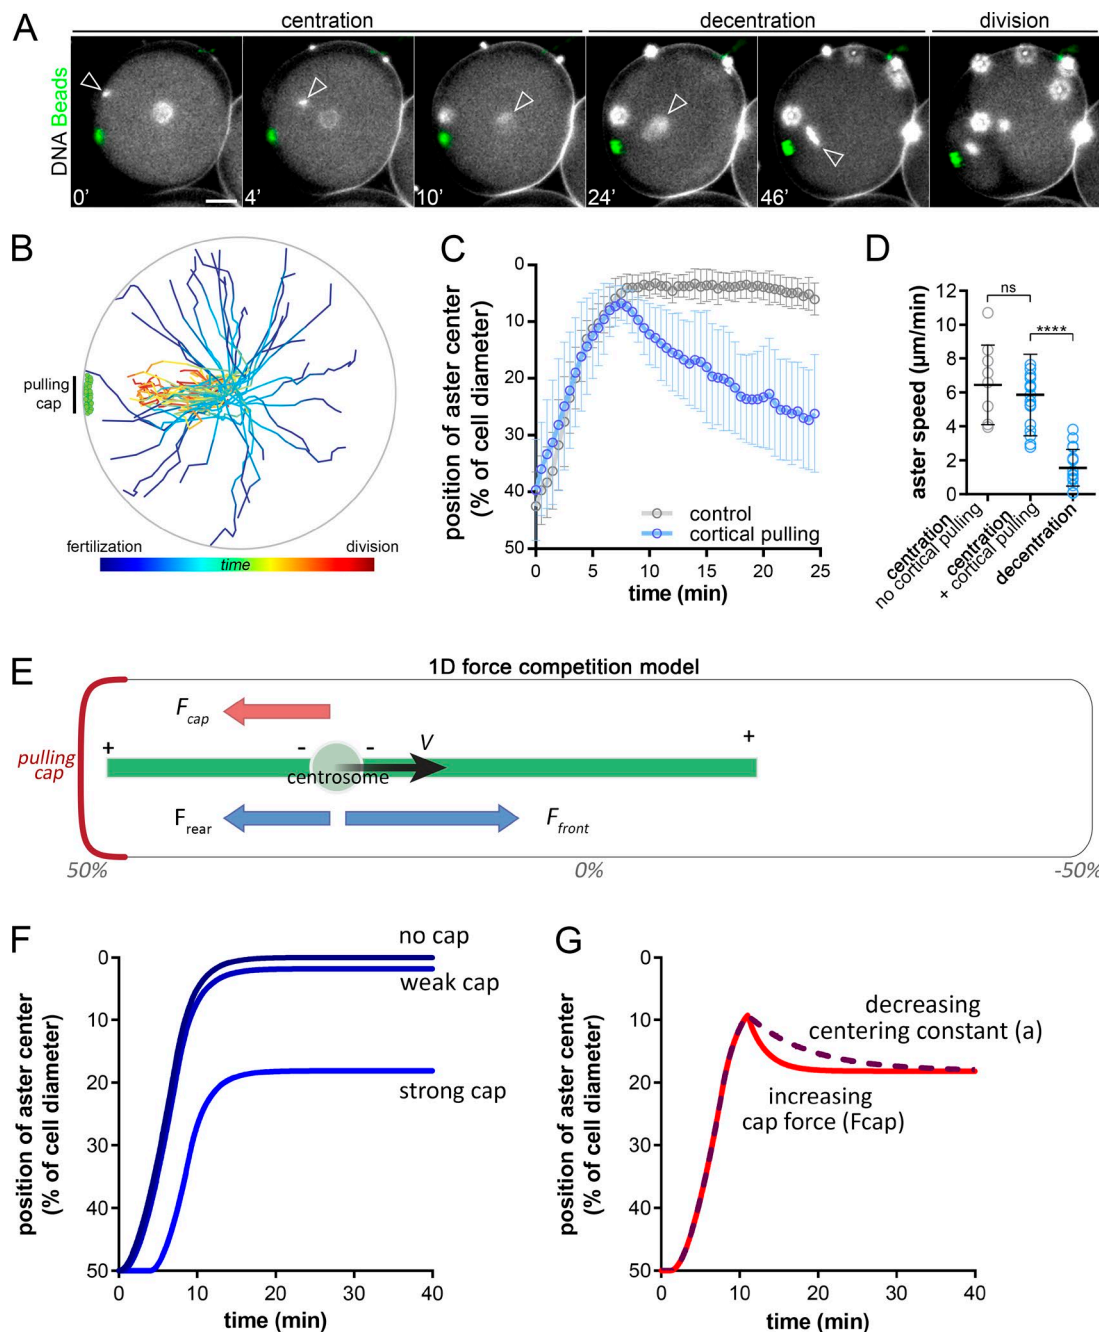 A
centration
decentration
division
DNA Beads
0’
4’
10’
24’
46’
B
pulling
cap
fertilization
division
time
C
position of aster center
(% of cell diameter)
0
10
20
30
40
50
0
5
10
15
20
25
time (min)
control
cortical pulling
D
aster speed (µm/min)
12
10
8
6
4
2
0
ns
****
centration
no cortical pulling
centration
+ cortical pulling
decentration
E
1D force competition model
Fcap
pulling
cap
+
-
-
V
+
centrosome
Frear
Ffront
50%
0%
-50%
F
position of aster center
(% of cell diameter)
0
10
20
30
40
50
no cap
weak cap
strong cap
0
10
20
30
40
time (min)
G
position of aster center
(% of cell diameter)
0
10
20
30
40
50
decreasing
centering constant (a)
increasing
cap force (Fcap)
0
10
20
30
40
time (min)